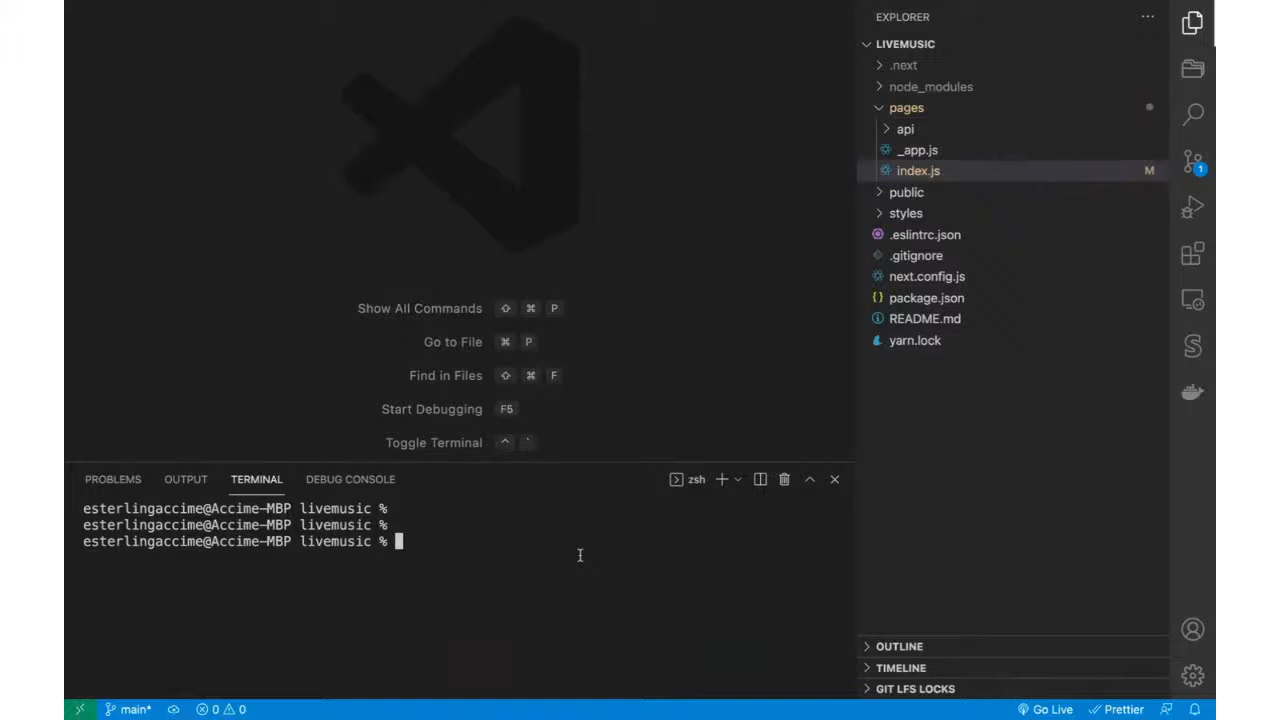 EXPLORER
LIVEMUSIC
.next
node_modules
pages
api
_app.js
index.js M
public
styles
.eslintrc.json
.gitignore
next.config.js
package.json
README.md
yarn.lock
OUTLINE
TIMELINE
GIT LFS LOCKS
1
Show All Commands ⇧ ⌘ P
Go to File ⌘ P
Find in Files ⇧ ⌘ F
Start Debugging F5
Toggle Terminal ^ `
PROBLEMS OUTPUT TERMINAL DEBUG CONSOLE zsh
esterlingaccime@Accime-MBP livemusic %
esterlingaccime@Accime-MBP livemusic %
esterlingaccime@Accime-MBP livemusic %
main* 0 0 Go Live Prettier